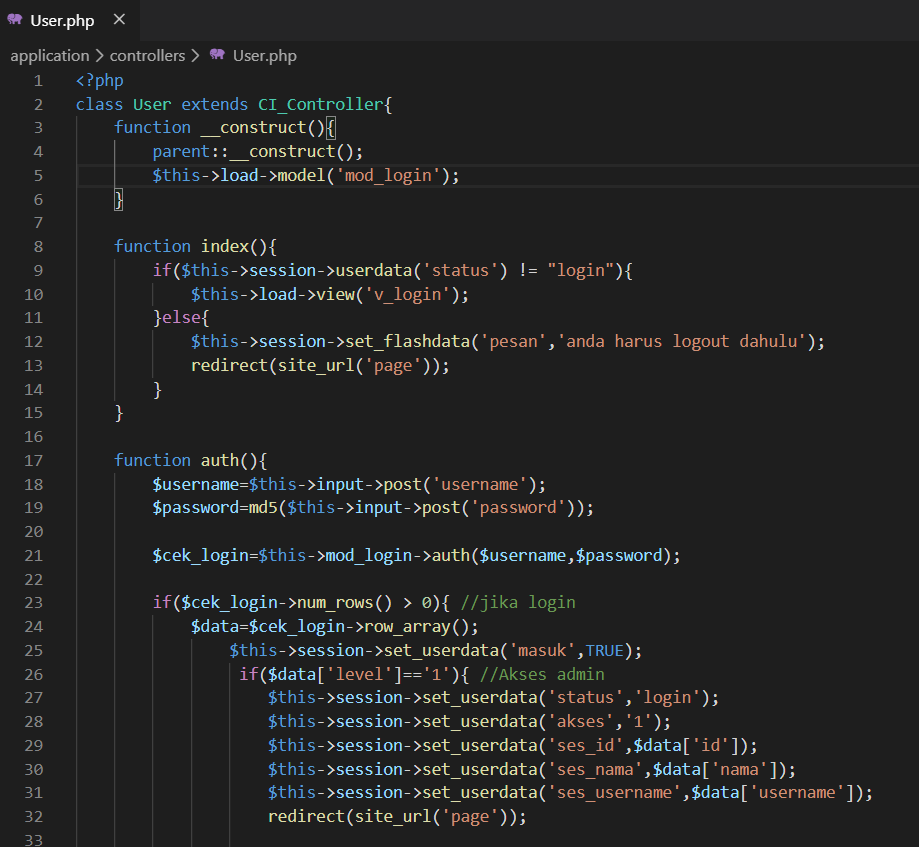 User.php ×
application > controllers > User.php
1 <?php
2 class User extends CI_Controller{
3     function __construct(){
4         parent::__construct();
5         $this->load->model('mod_login');
6     }
7
8     function index(){
9         if($this->session->userdata('status') != "login"){
10             $this->load->view('v_login');
11         }else{
12             $this->session->set_flashdata('pesan','anda harus logout dahulu');
13             redirect(site_url('page'));
14         }
15     }
16
17     function auth(){
18         $username=$this->input->post('username');
19         $password=md5($this->input->post('password'));
20
21         $cek_login=$this->mod_login->auth($username,$password);
22
23         if($cek_login->num_rows() > 0){ //jika login
24             $data=$cek_login->row_array();
25                 $this->session->set_userdata('masuk',TRUE);
26                  if($data['level']=='1'){ //Akses admin
27                     $this->session->set_userdata('status','login');
28                     $this->session->set_userdata('akses','1');
29                     $this->session->set_userdata('ses_id',$data['id']);
30                     $this->session->set_userdata('ses_nama',$data['nama']);
31                     $this->session->set_userdata('ses_username',$data['username']);
32                     redirect(site_url('page'));
33